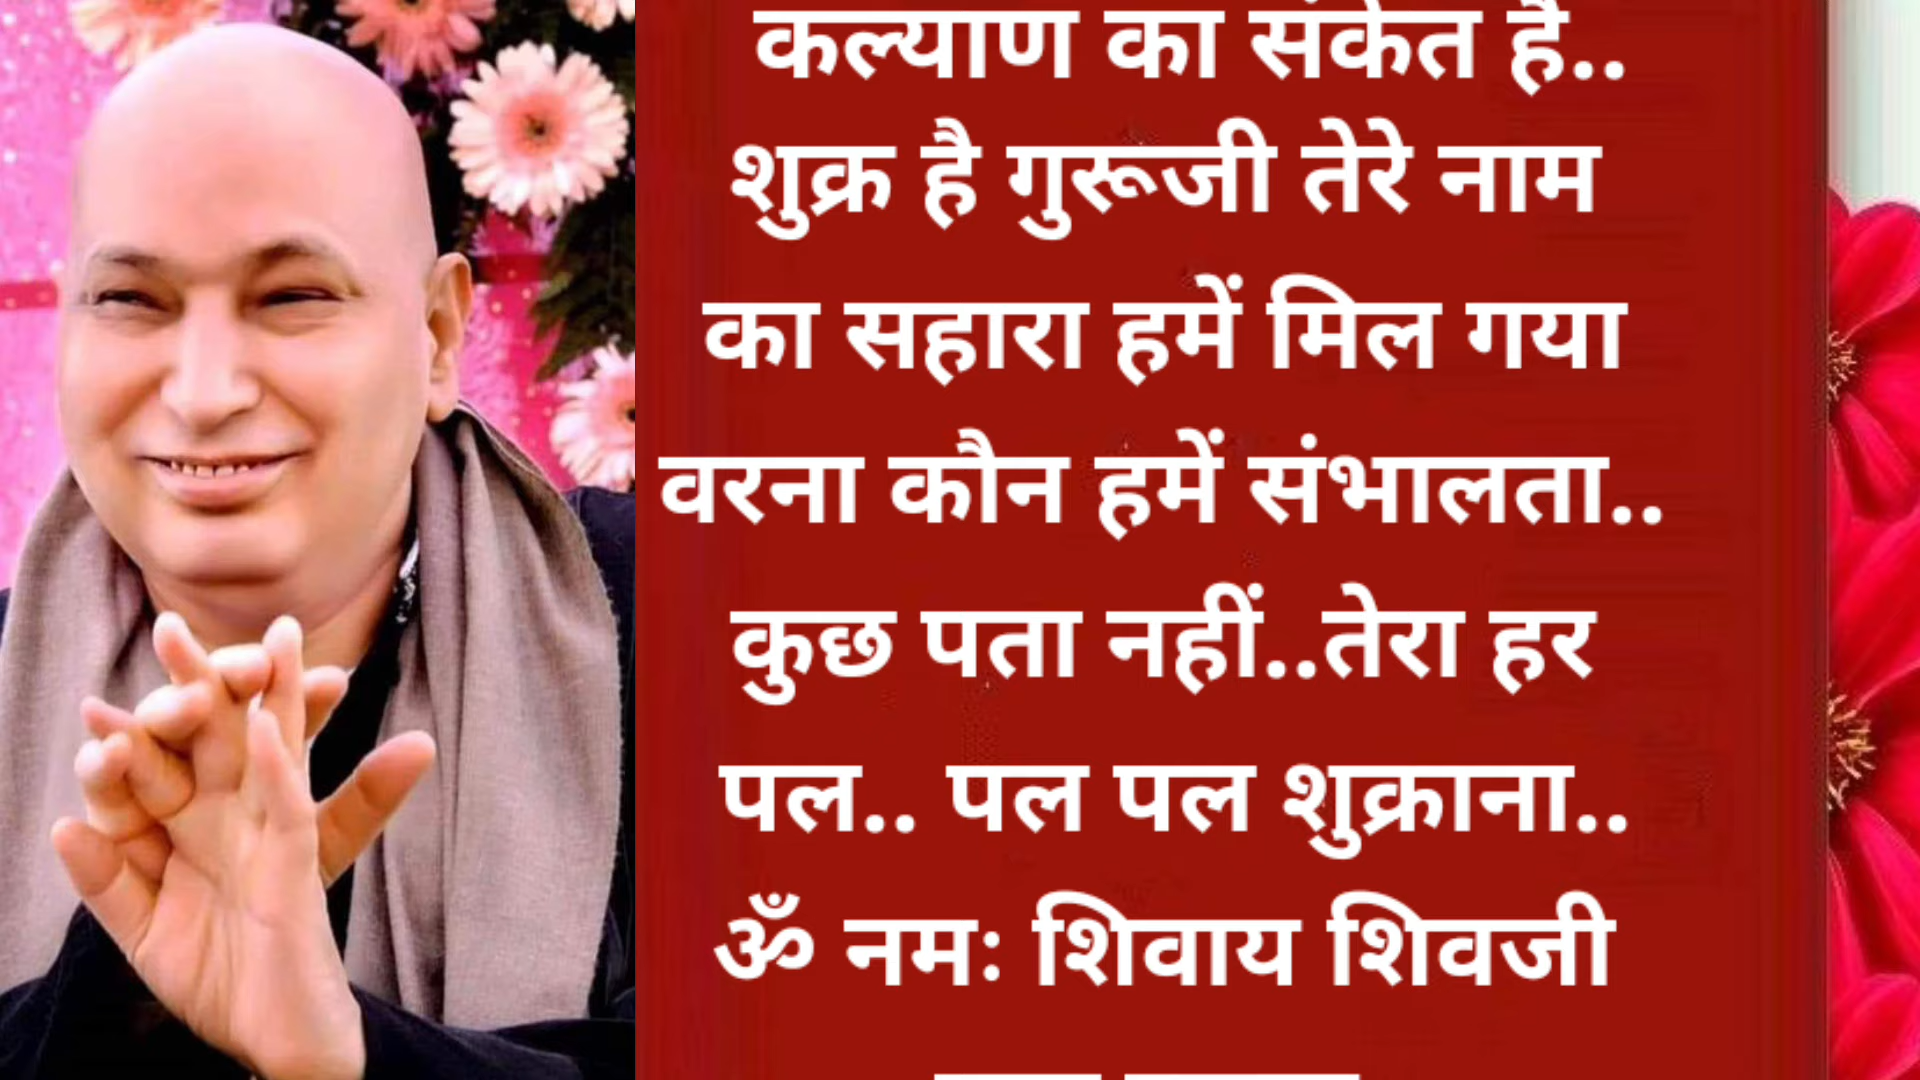 कल्याण का संकेत है..
शुक्र है गुरूजी तेरे नाम
का सहारा हमें मिल गया
वरना कौन हमें संभालता..
कुछ पता नहीं..तेरा हर
पल.. पल पल शुक्राना..
ॐ नमः शिवाय शिवजी